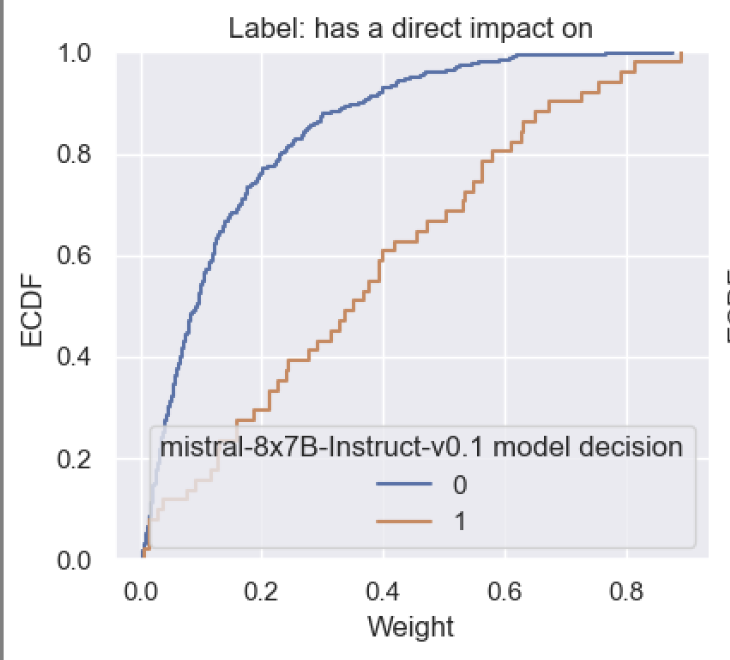 Label: has a direct impact on
1.0
0.8
0.6
0.4
0.2
0.0
ECDF
mistral-8x7B-Instruct-v0.1 model decision
0
1
0.0 0.2 0.4 0.6 0.8
Weight